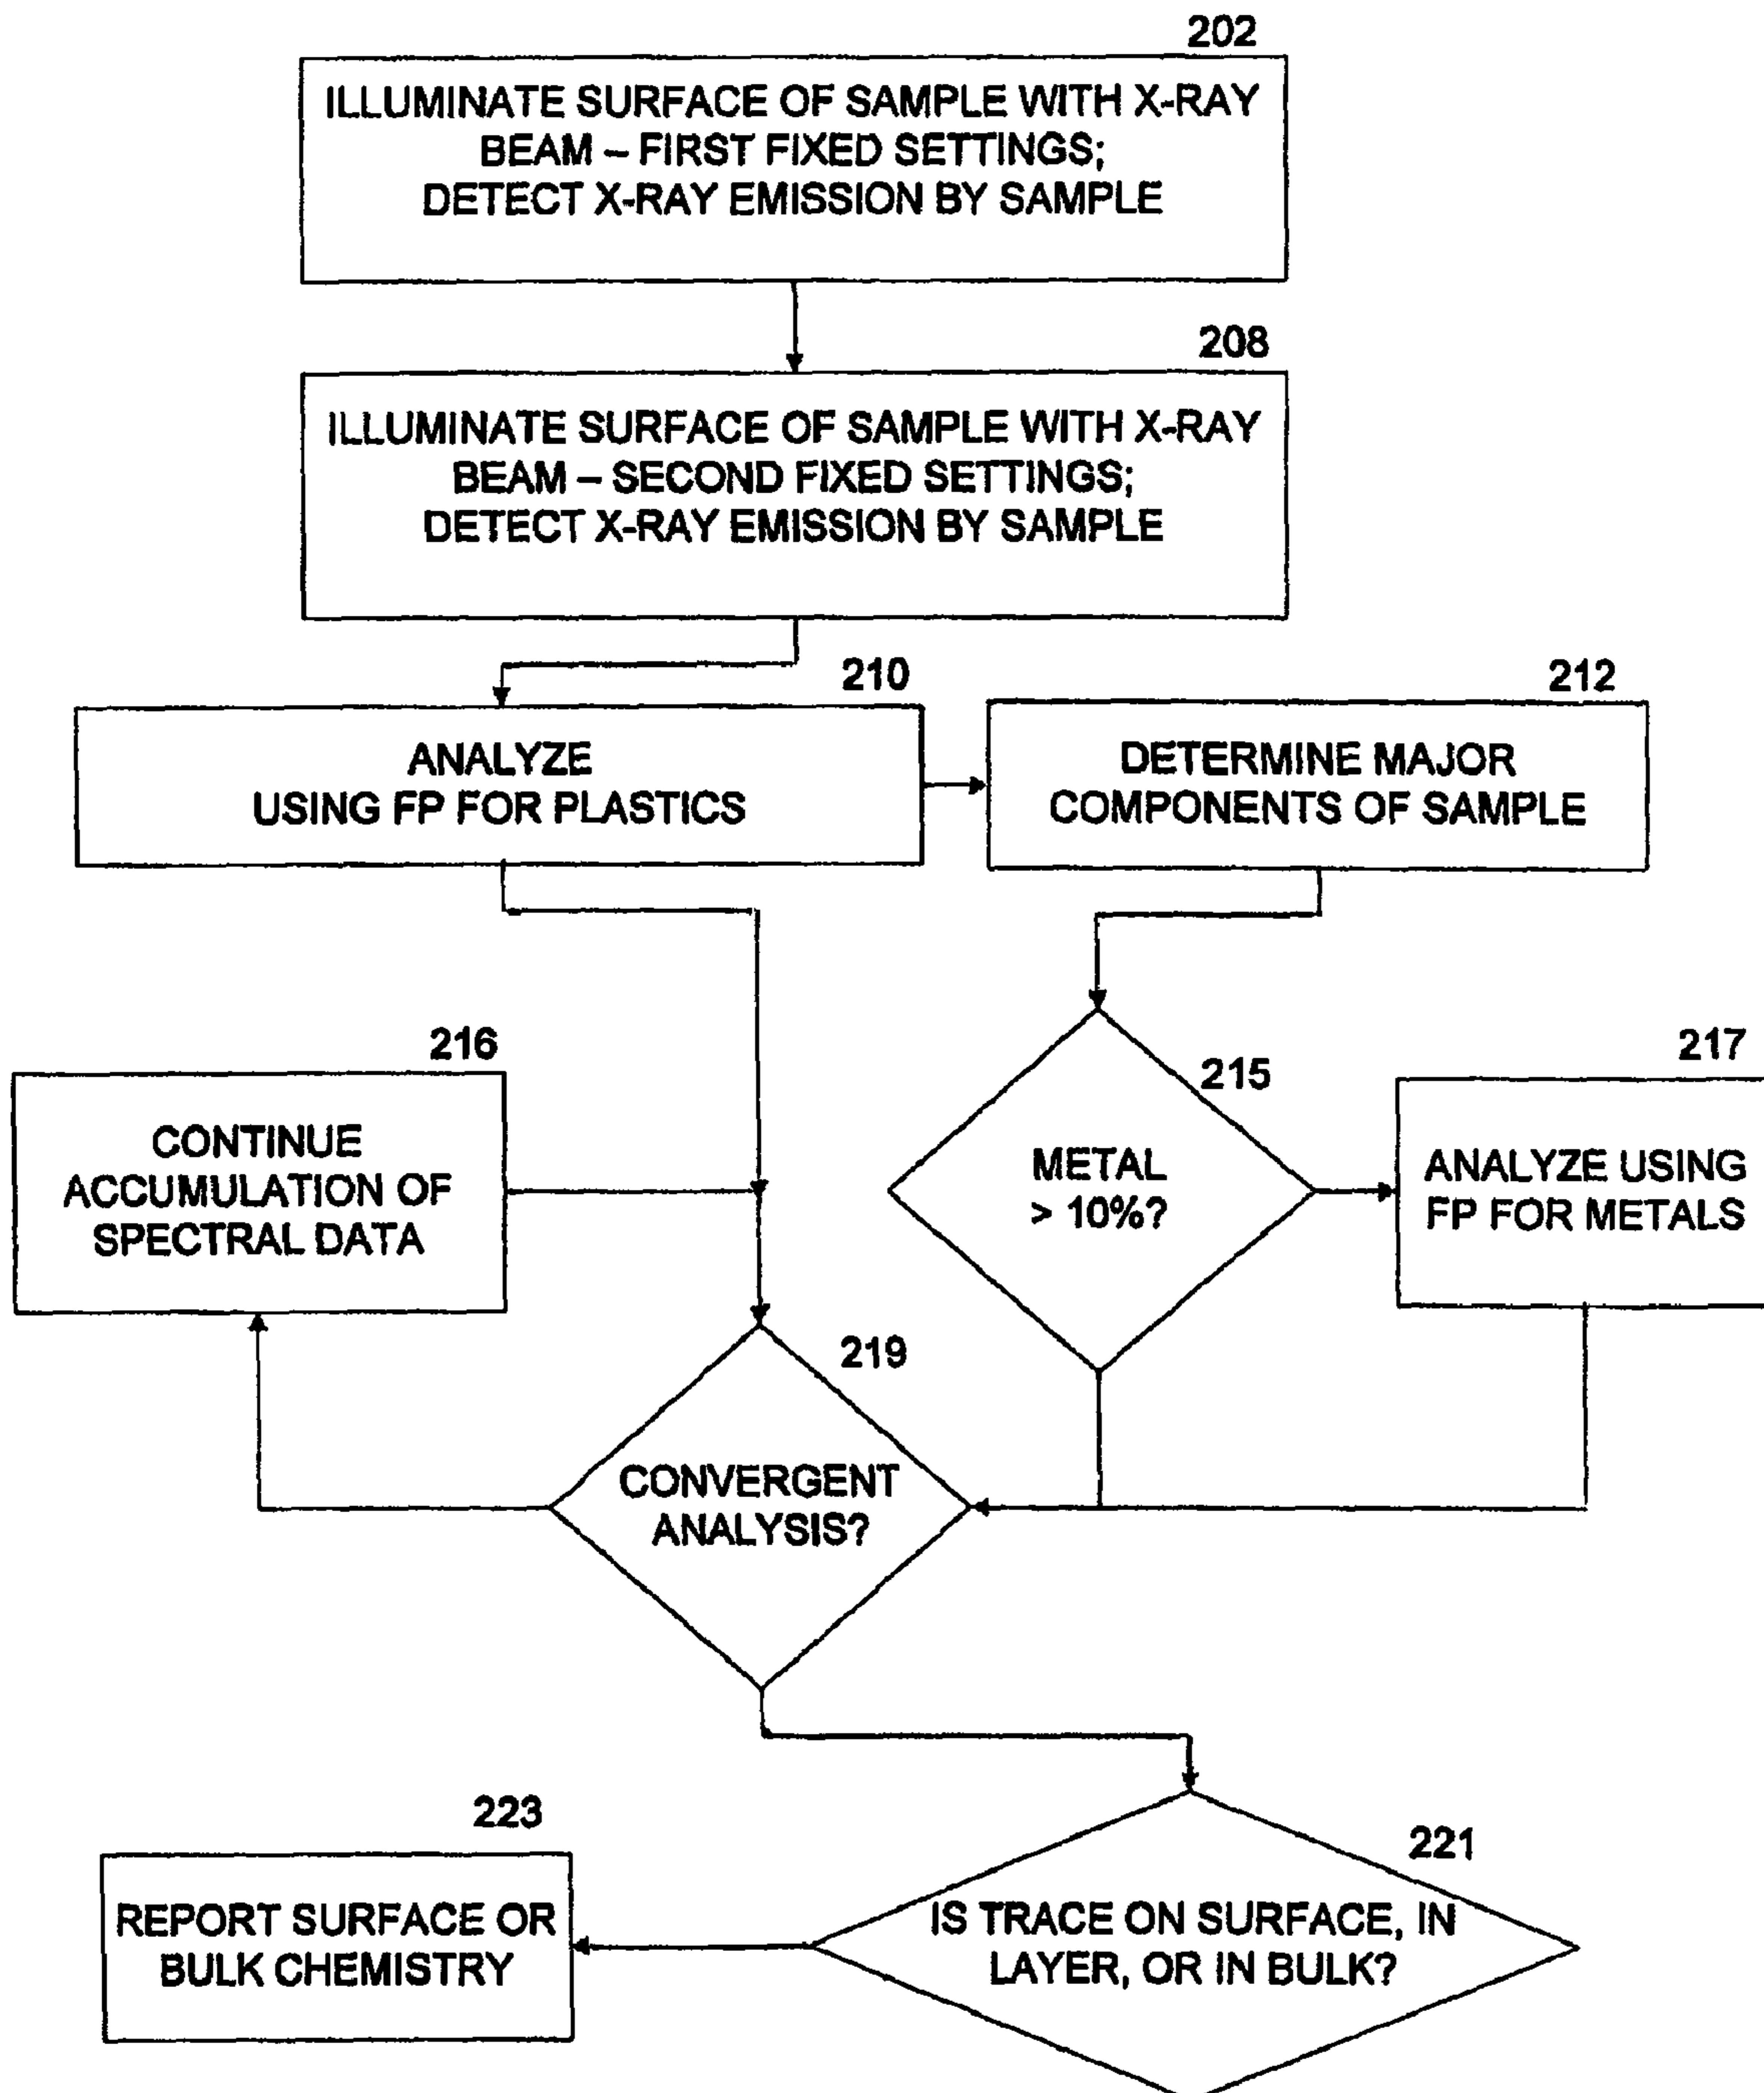 202
ILLUMINATE SURFACE OF SAMPLE WITH X-RAY
BEAM – FIRST FIXED SETTINGS;
DETECT X-RAY EMISSION BY SAMPLE
208
ILLUMINATE SURFACE OF SAMPLE WITH X-RAY
BEAM – SECOND FIXED SETTINGS;
DETECT X-RAY EMISSION BY SAMPLE
210
ANALYZE
USING FP FOR PLASTICS
212
DETERMINE MAJOR
COMPONENTS OF SAMPLE
216
CONTINUE
ACCUMULATION OF
SPECTRAL DATA
215
METAL
> 10%?
217
ANALYZE USING
FP FOR METALS
219
CONVERGENT
ANALYSIS?
223
REPORT SURFACE OR
BULK CHEMISTRY
221
IS TRACE ON SURFACE, IN
LAYER, OR IN BULK?